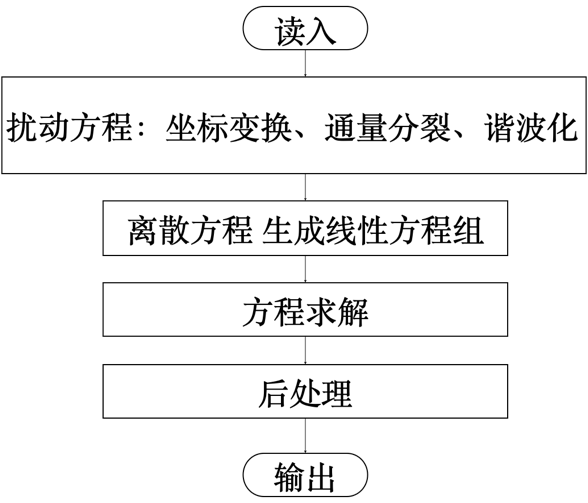 读入
扰动方程：坐标变换、通量分裂、谐波化
离散方程 生成线性方程组
方程求解
后处理
输出